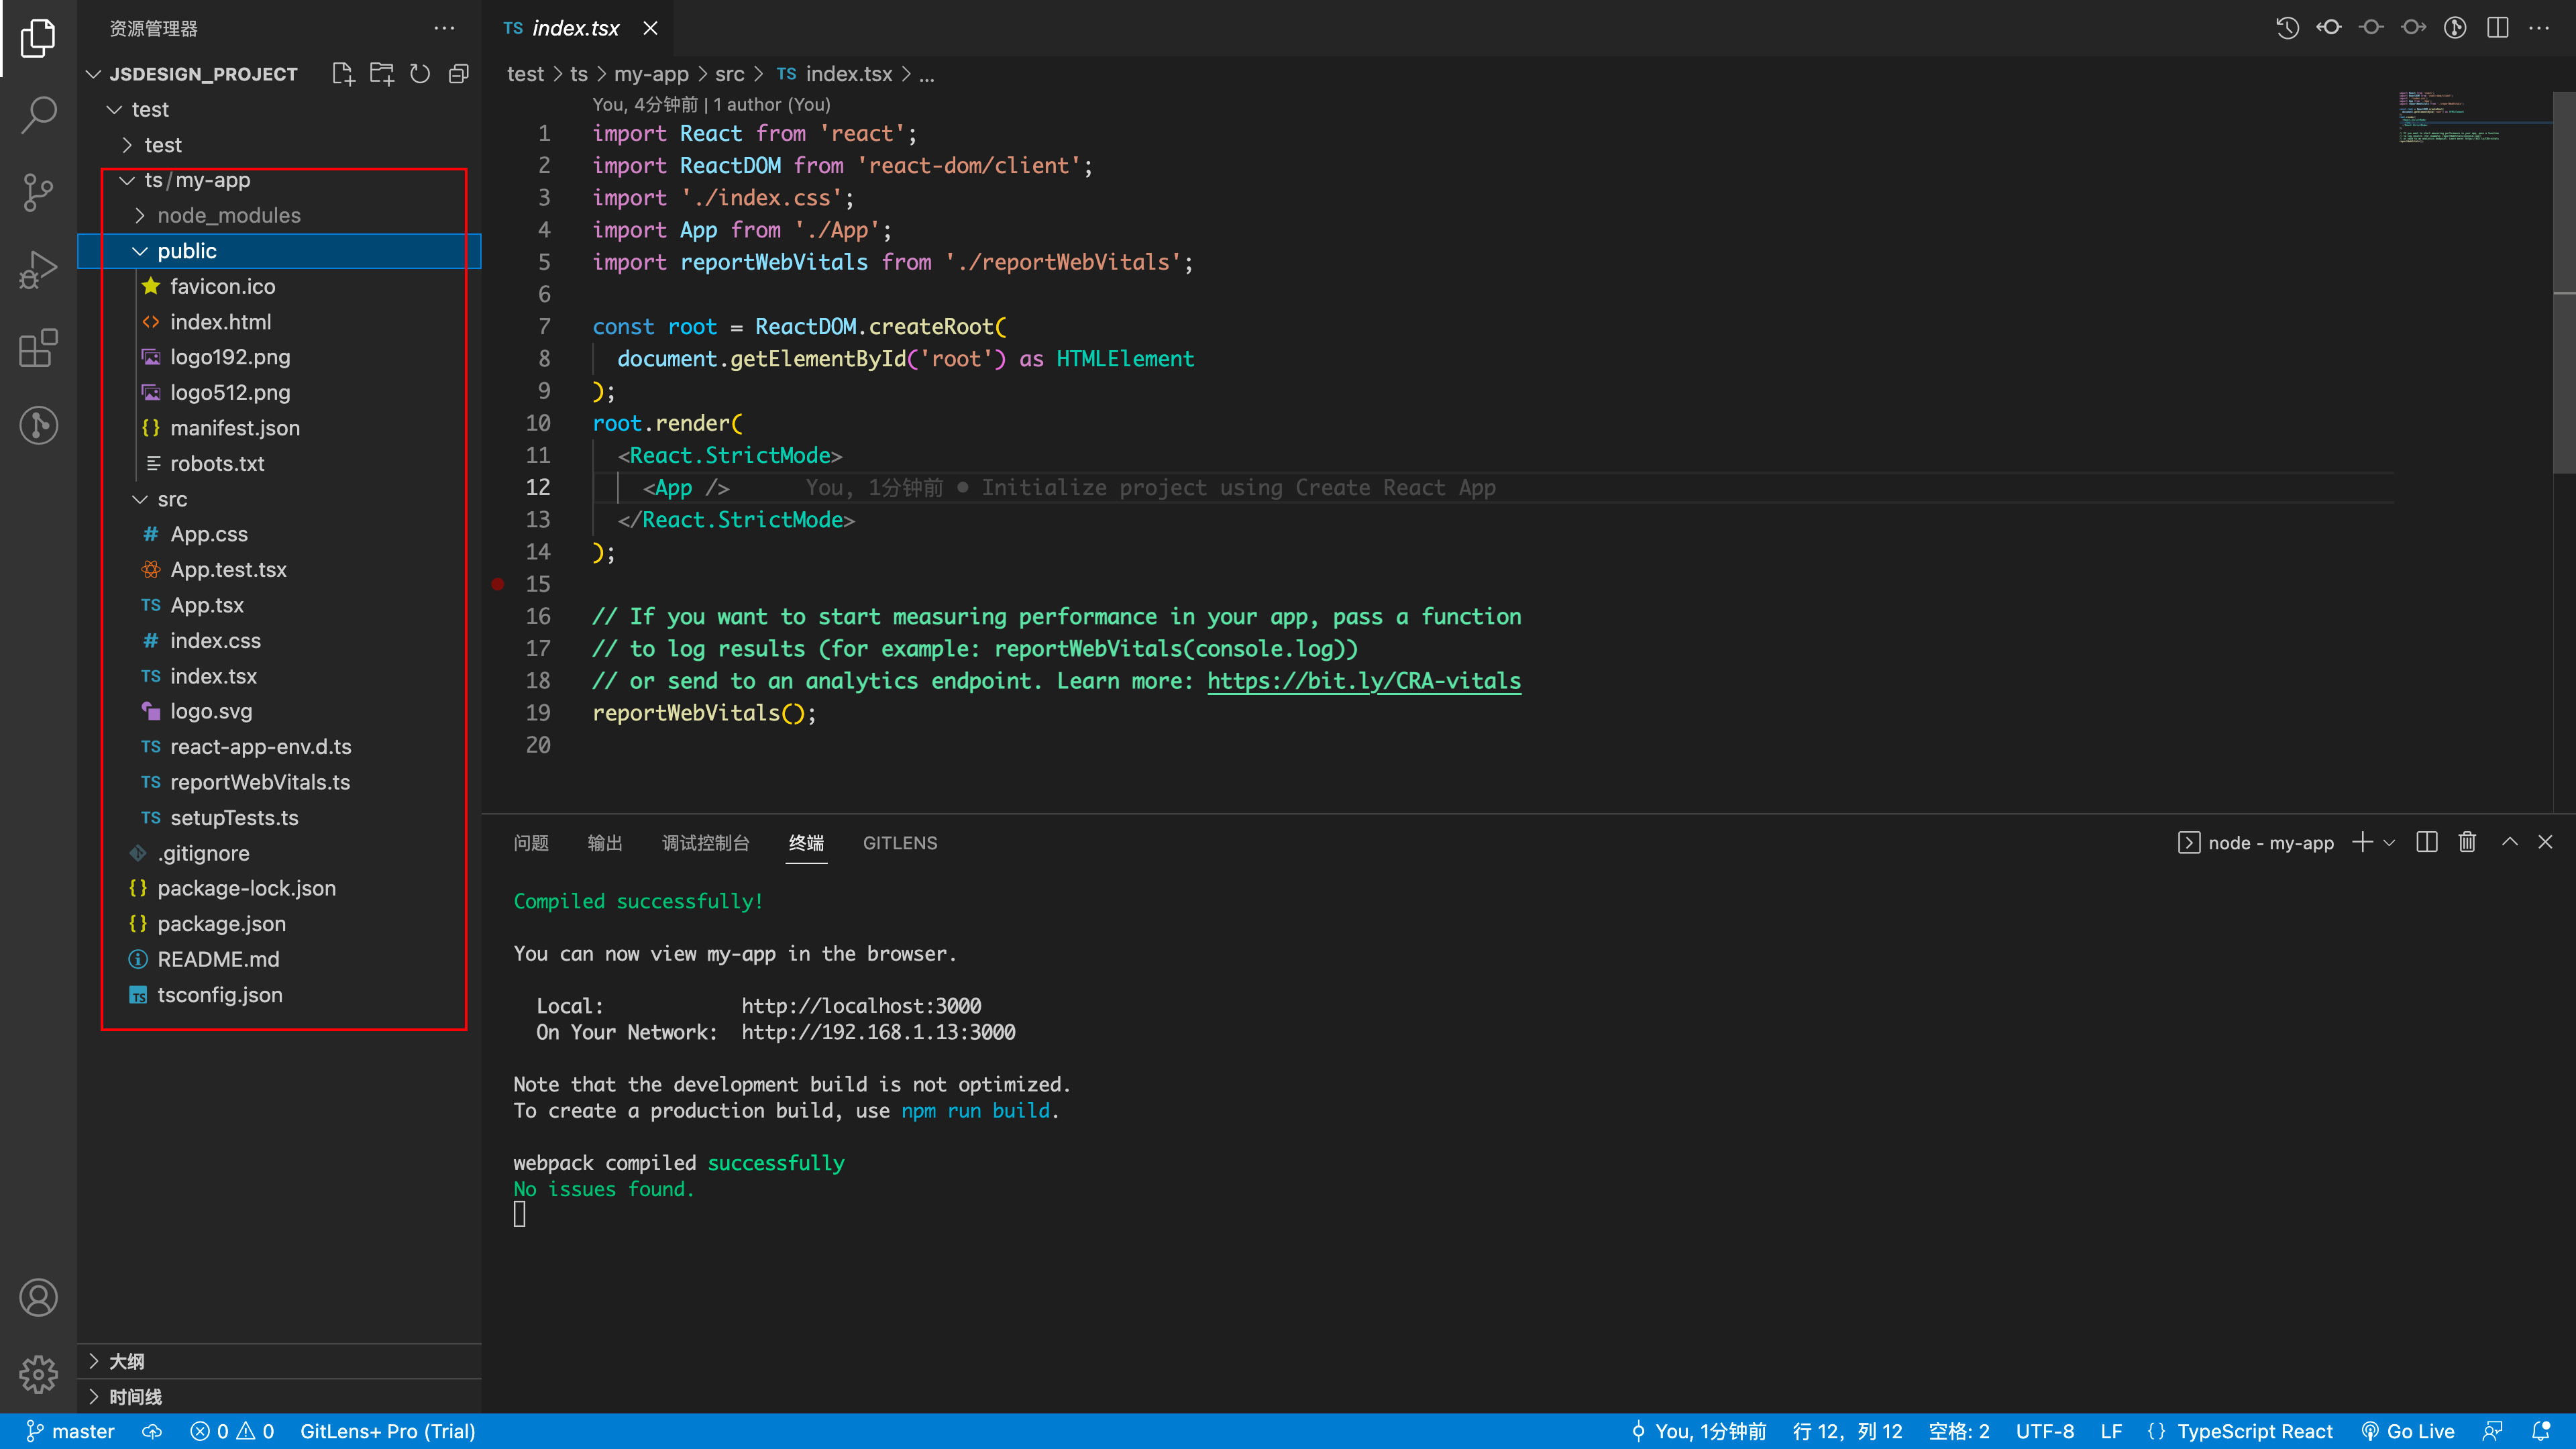 资源管理器
JSDESIGN_PROJECT
test
test
ts/my-app
node_modules
public
favicon.ico
index.html
logo192.png
logo512.png
manifest.json
robots.txt
src
App.css
App.test.tsx
App.tsx
index.css
index.tsx
logo.svg
react-app-env.d.ts
reportWebVitals.ts
setupTests.ts
.gitignore
package-lock.json
package.json
README.md
tsconfig.json
大纲
时间线
TS index.tsx
test > ts > my-app > src > TS index.tsx > ...
You, 4分钟前 | 1 author (You)
1 import React from 'react';
2 import ReactDOM from 'react-dom/client';
3 import './index.css';
4 import App from './App';
5 import reportWebVitals from './reportWebVitals';
6
7 const root = ReactDOM.createRoot(
8 document.getElementById('root') as HTMLElement
9 );
10 root.render(
11 <React.StrictMode>
12 <App /> You, 1分钟前 • Initialize project using Create React App
13 </React.StrictMode>
14 );
15
16 // If you want to start measuring performance in your app, pass a function
17 // to log results (for example: reportWebVitals(console.log))
18 // or send to an analytics endpoint. Learn more: https://bit.ly/CRA-vitals
19 reportWebVitals();
20
问题 输出 调试控制台 终端 GITLENS
node - my-app
Compiled successfully!
You can now view my-app in the browser.
Local: http://localhost:3000
On Your Network: http://192.168.1.13:3000
Note that the development build is not optimized.
To create a production build, use npm run build.
webpack compiled successfully
No issues found.
master 0 0 GitLens+ Pro (Trial)
You, 1分钟前 行 12, 列 12 空格: 2 UTF-8 LF {} TypeScript React Go Live